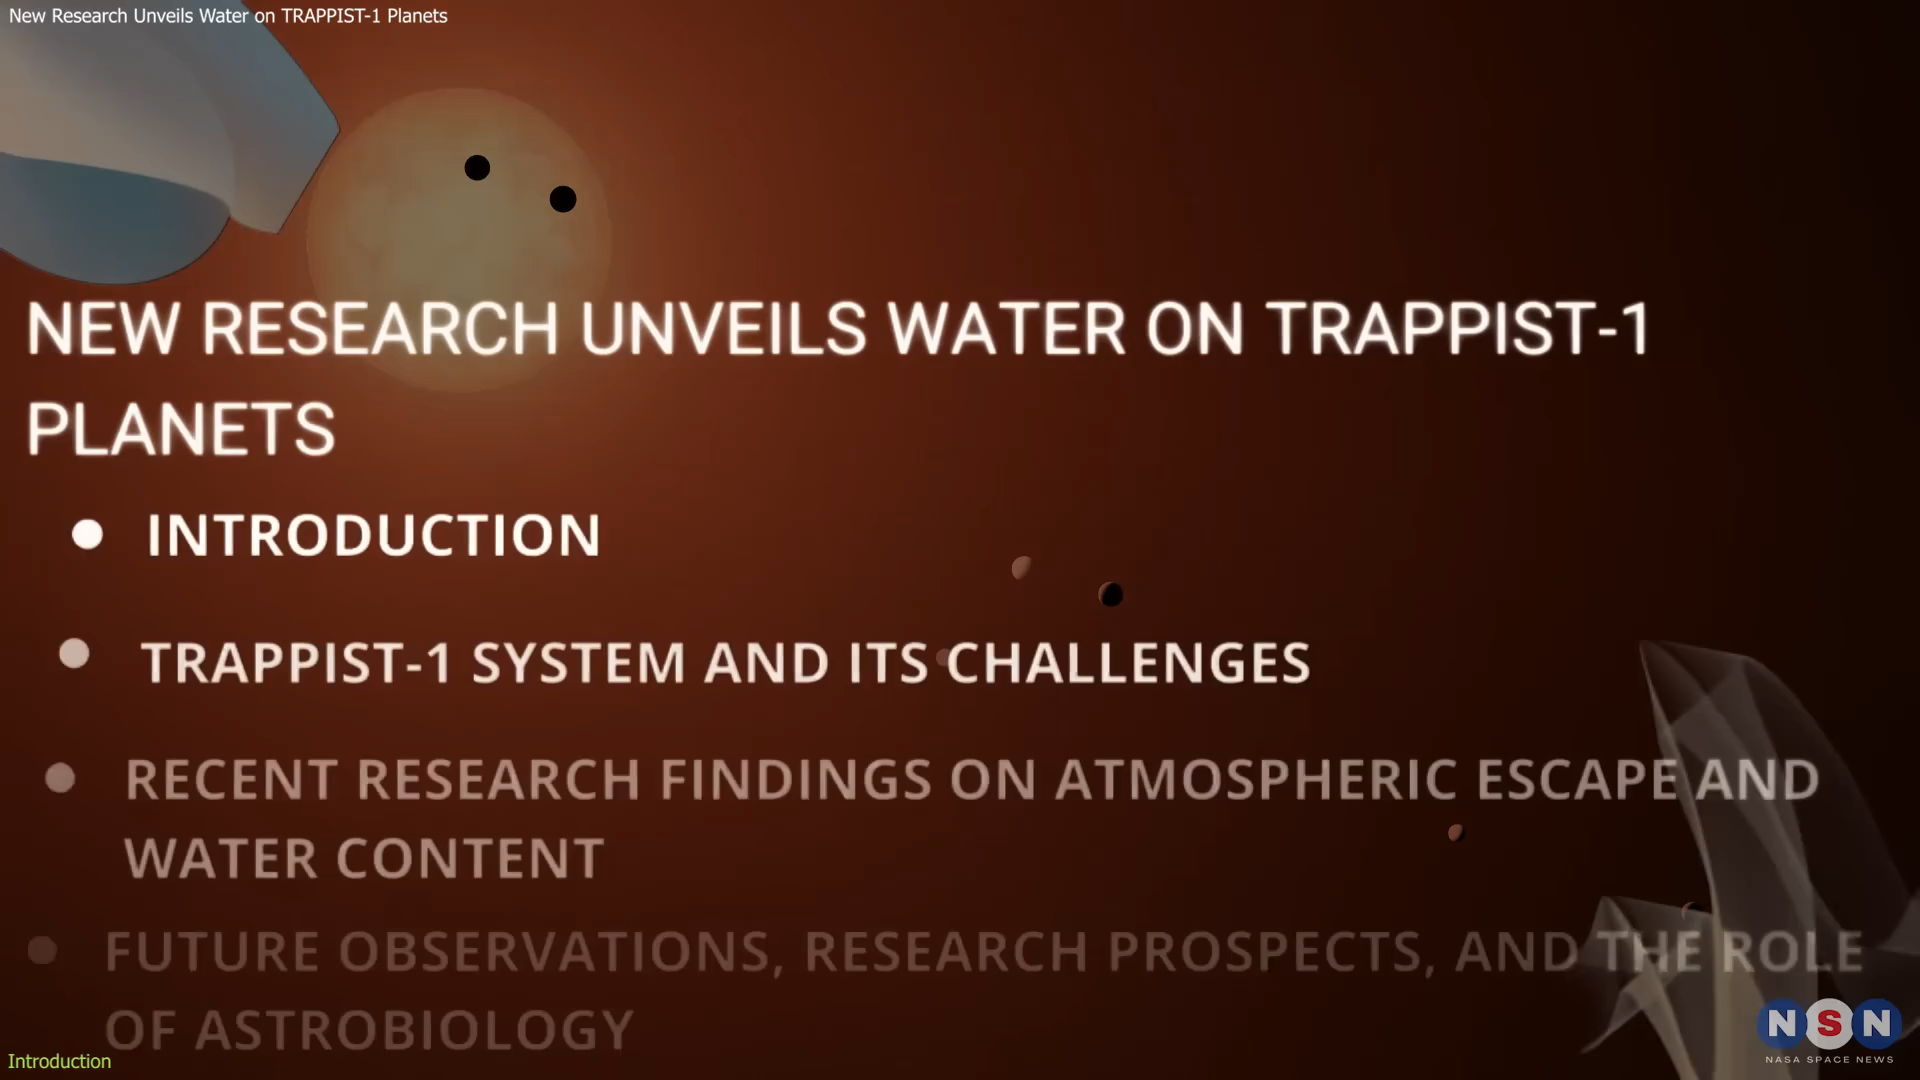 New Research Unveils Water on TRAPPIST-1 Planets
NEW RESEARCH UNVEILS WATER ON TRAPPIST-1
PLANETS
INTRODUCTION
TRAPPIST-1 SYSTEM AND ITS CHALLENGES
RECENT RESEARCH FINDINGS ON ATMOSPHERIC ESCAPE AND
WATER CONTENT
FUTURE OBSERVATIONS, RESEARCH PROSPECTS, AND THE ROLE
OF ASTROBIOLOGY
Introduction
NSN
NASA SPACE NEWS